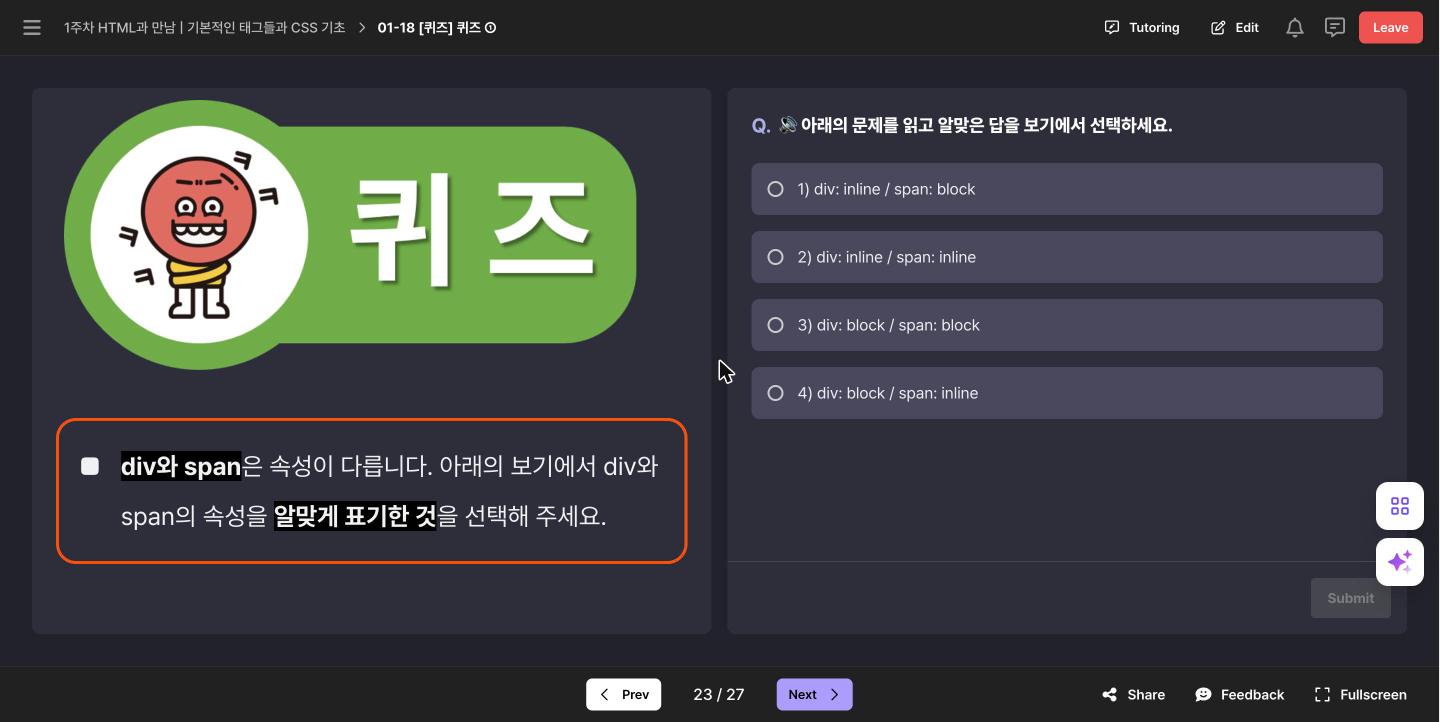 1주차 HTML과 만남 | 기본적인 태그들과 CSS 기초 > 01-18 [퀴즈] 퀴즈 ①
Tutoring
Edit
Leave
ㅋ
ㅋ
ㅋ
ㅋ
퀴즈
div와 span은 속성이 다릅니다. 아래의 보기에서 div와
span의 속성을 알맞게 표기한 것을 선택해 주세요.
Q. 🔊 아래의 문제를 읽고 알맞은 답을 보기에서 선택하세요.
1) div: inline / span: block
2) div: inline / span: inline
3) div: block / span: block
4) div: block / span: inline
Submit
Prev
23 / 27
Next
Share
Feedback
Fullscreen